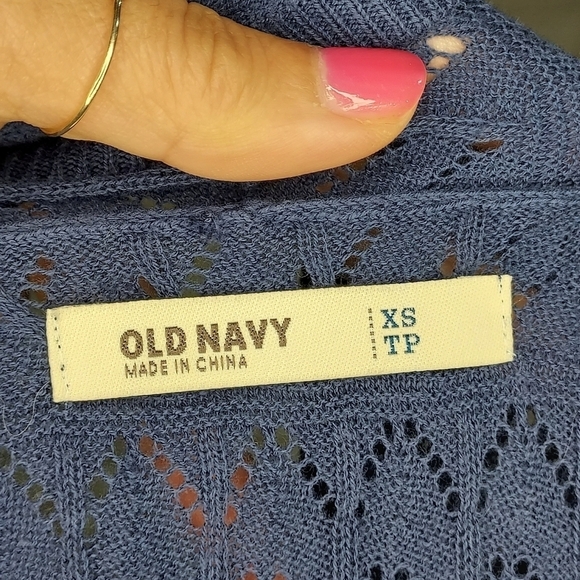 OLD NAVY
MADE IN CHINA
XS
TP